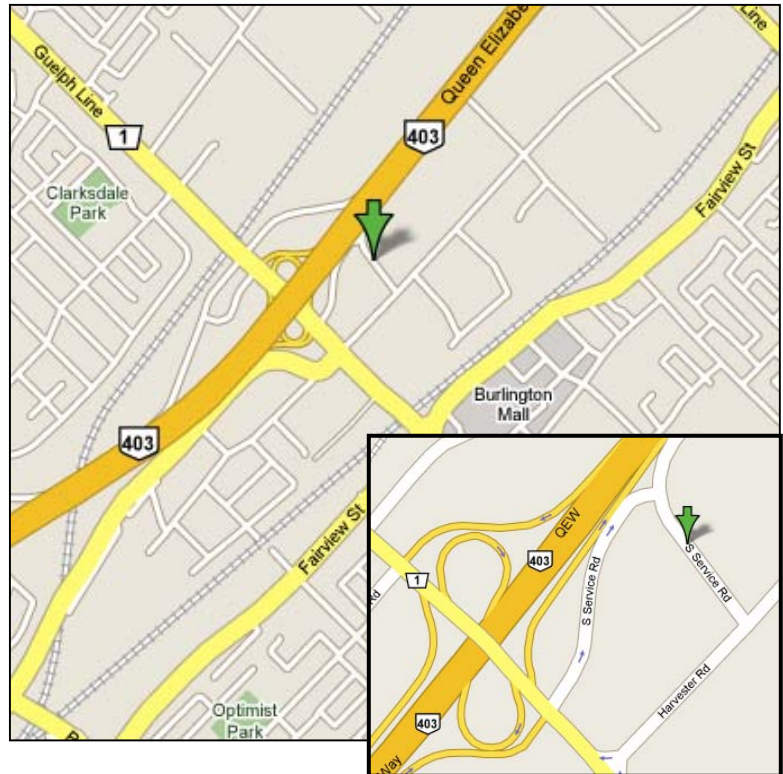 Guelph Line
1
Queen Elizabe
Line
403
Clarksdale
Park
Fairview St
Burlington
Mall
403
Fairview St
Optimist
Park
QEW
403
1
S Service Rd
S Service Rd
Rd
Harvester Rd
403
Way